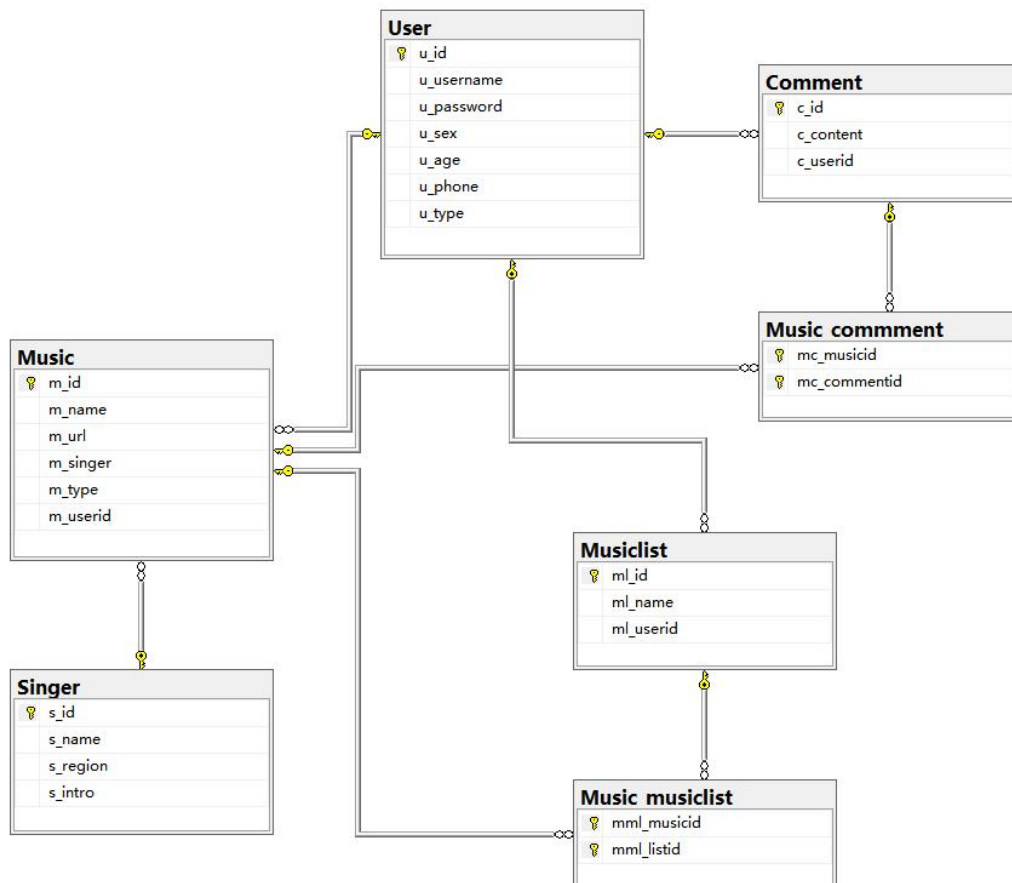 User
u_id
u_username
u_password
u_sex
u_age
u_phone
u_type
Comment
c_id
c_content
c_userid
Music commment
mc_musicid
mc_commentid
Music
m_id
m_name
m_url
m_singer
m_type
m_userid
Musiclist
ml_id
ml_name
ml_userid
Singer
s_id
s_name
s_region
s_intro
Music musiclist
mml_musicid
mml_listid